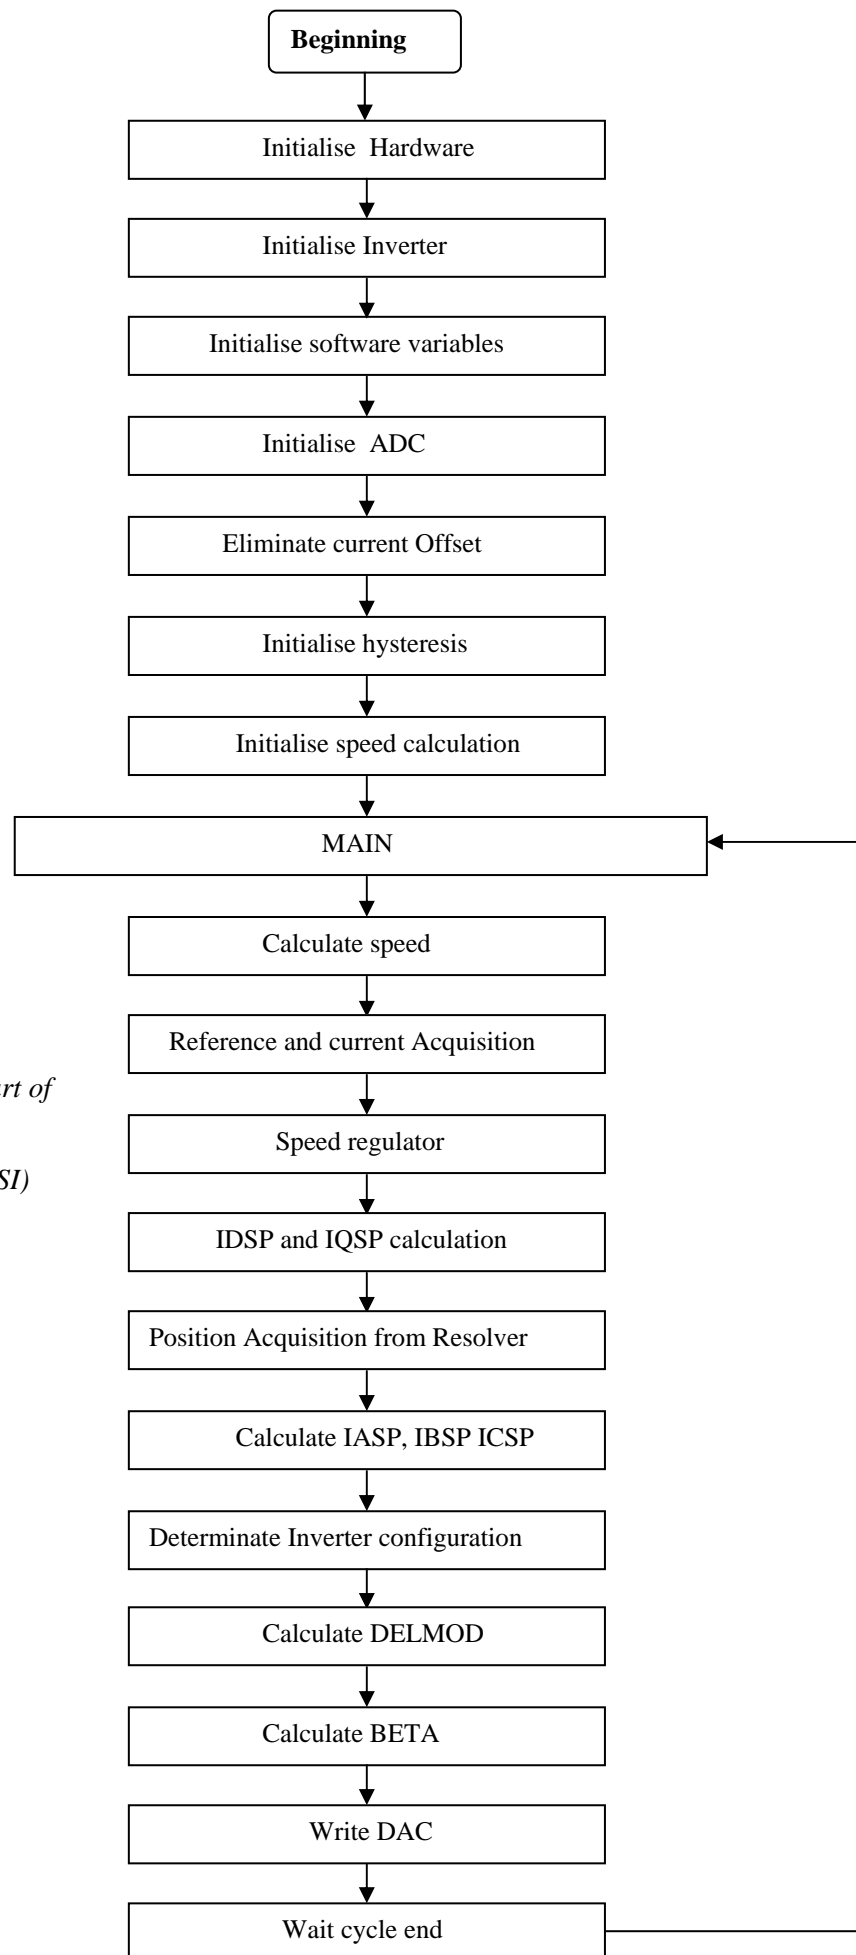 Beginning
Initialise Hardware
Initialise Inverter
Initialise software variables
Initialise ADC
Eliminate current Offset
Initialise hysteresis
Initialise speed calculation
MAIN
Calculate speed
Reference and current Acquisition
of
Speed regulator
IDSP and IQSP calculation
Position Acquisition from Resolver
Calculate IASP, IBSP ICSP
Determinate Inverter configuration
Calculate DELMOD
Calculate BETA
Write DAC
Wait cycle end